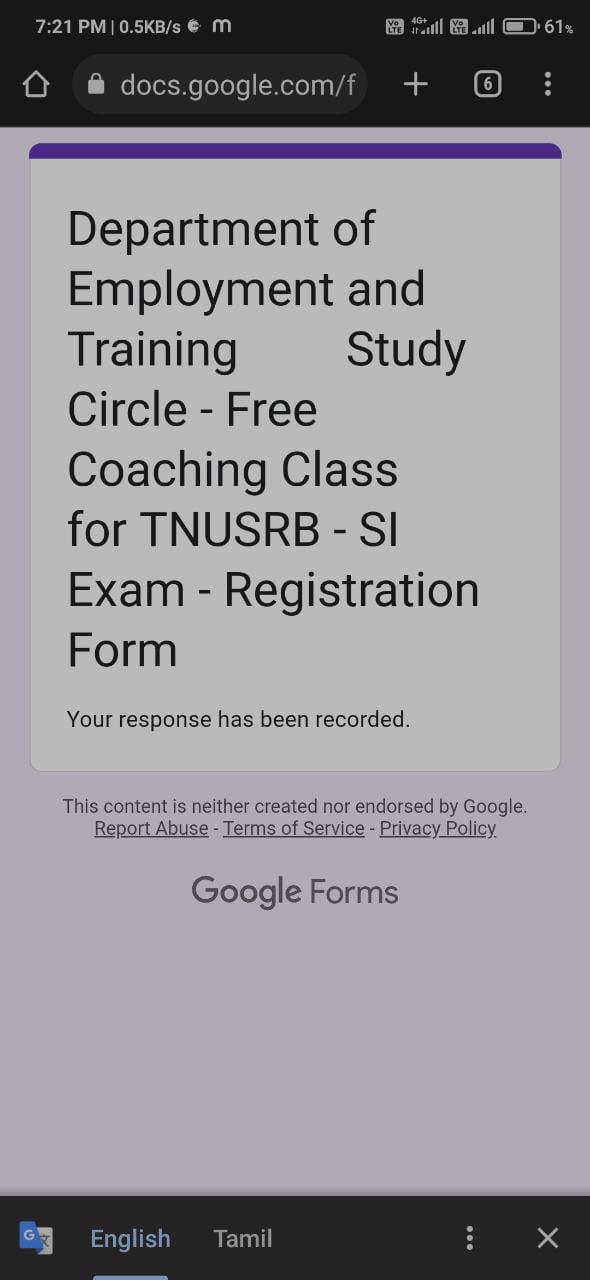 7:21 PM | 0.5KB/s m Vo LTE 4G+ Vo LTE 61%
docs.google.com/f 6
Department of
Employment and
Training Study
Circle - Free
Coaching Class
for TNUSRB - SI
Exam - Registration
Form
Your response has been recorded.
This content is neither created nor endorsed by Google.
Report Abuse - Terms of Service - Privacy Policy
Google Forms
G 文 English Tamil